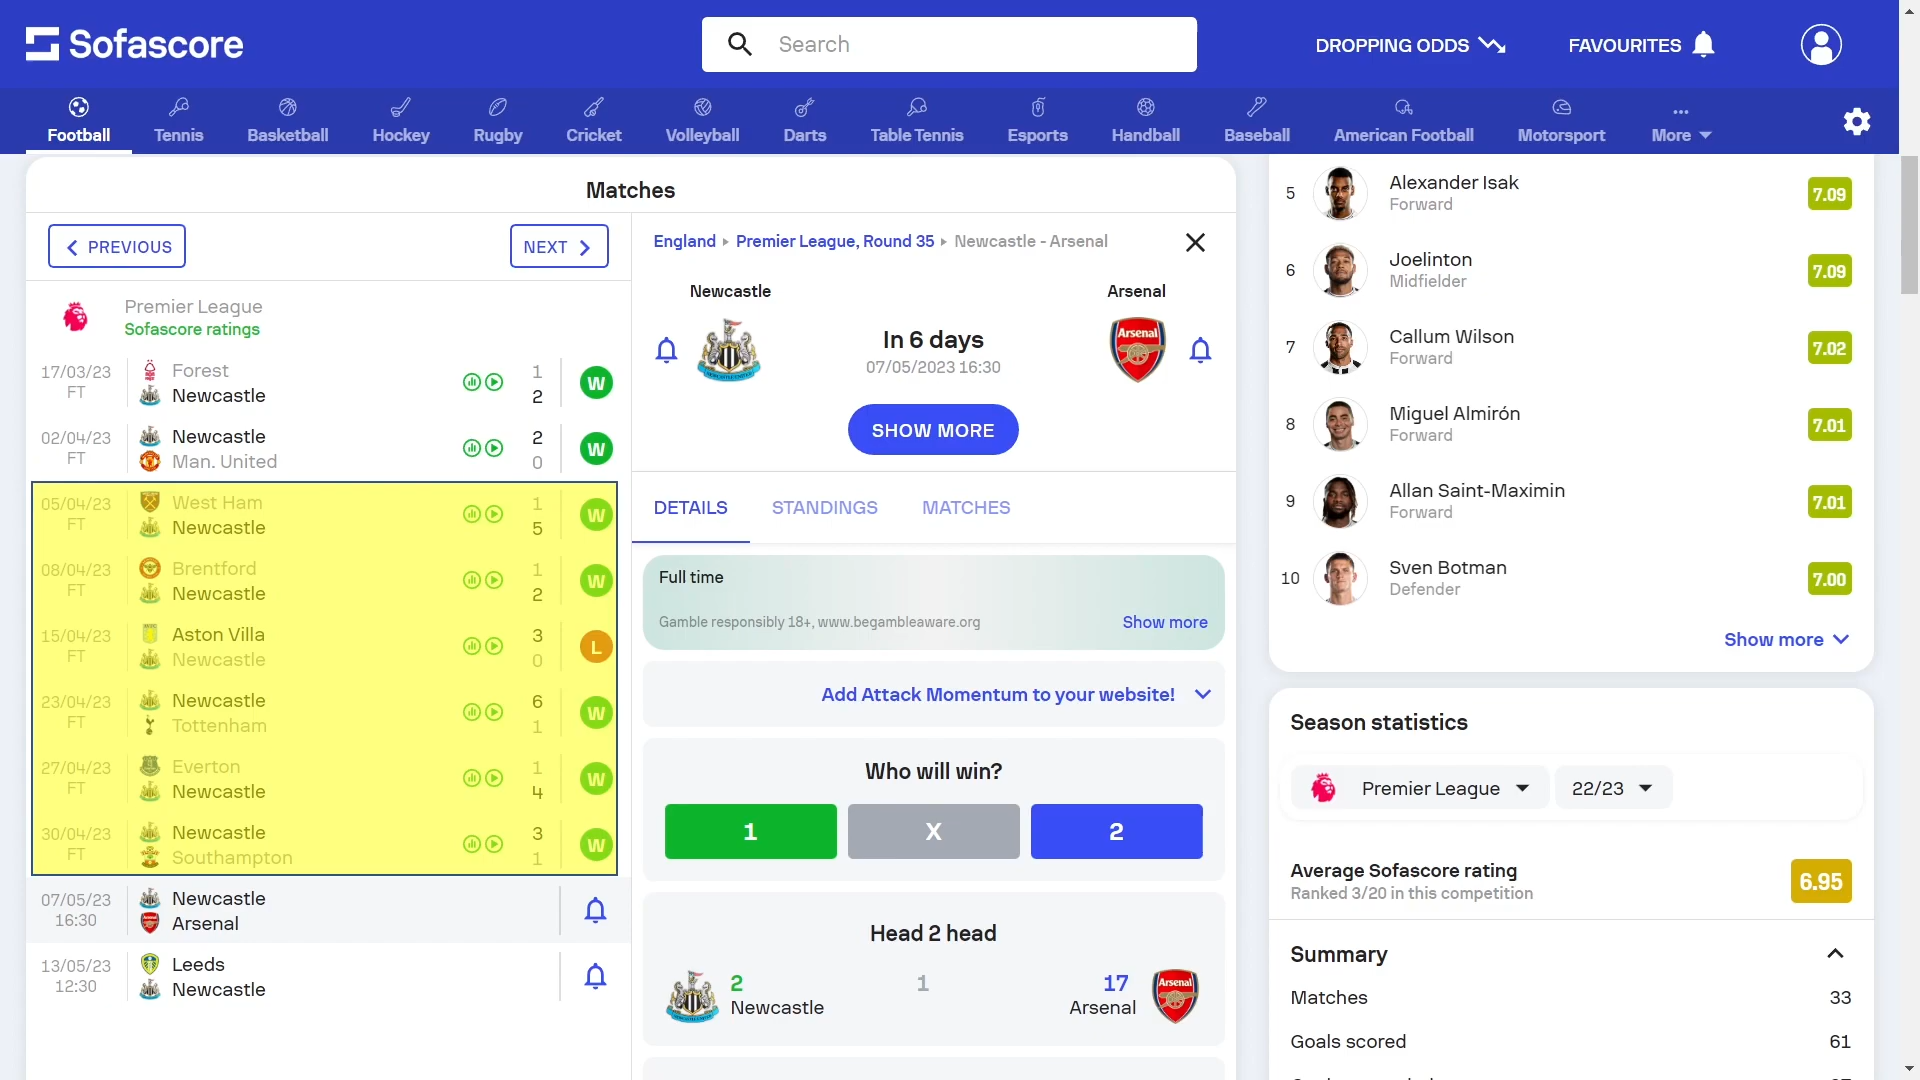 Sofascore
Search
DROPPING ODDS
FAVOURITES
Football
Tennis
Basketball
Hockey
Rugby
Cricket
Volleyball
Darts
Table Tennis
Esports
Handball
Baseball
American Football
Motorsport
More
Matches
PREVIOUS
NEXT
Premier League
Sofascore ratings
17/03/23 Forest 1
FT Newcastle 2
W
02/04/23 Newcastle 2
FT Man. United 0
W
05/04/23 West Ham 1
FT Newcastle 5
W
08/04/23 Brentford 1
FT Newcastle 2
W
15/04/23 Aston Villa 3
FT Newcastle 0
L
23/04/23 Newcastle 6
FT Tottenham 1
W
27/04/23 Everton 1
FT Newcastle 4
W
30/04/23 Newcastle 3
FT Southampton 1
W
07/05/23 Newcastle
16:30 Arsenal
13/05/23 Leeds
12:30 Newcastle
England Premier League, Round 35 Newcastle - Arsenal
Newcastle
Arsenal
Arsenal
In 6 days
07/05/2023 16:30
SHOW MORE
DETAILS STANDINGS MATCHES
Full time
Gamble responsibly 18+, www.begambleaware.org
Show more
Add Attack Momentum to your website!
Who will win?
1 X 2
Head 2 head
2 1 17
Newcastle Arsenal
Arsenal
5 Alexander Isak 7.09
Forward
6 Joelinton 7.09
Midfielder
7 Callum Wilson 7.02
Forward
8 Miguel Almirón 7.01
Forward
9 Allan Saint-Maximin 7.01
Forward
10 Sven Botman 7.00
Defender
Show more
Season statistics
Premier League 22/23
Average Sofascore rating 6.95
Ranked 3/20 in this competition
Summary
Matches 33
Goals scored 61